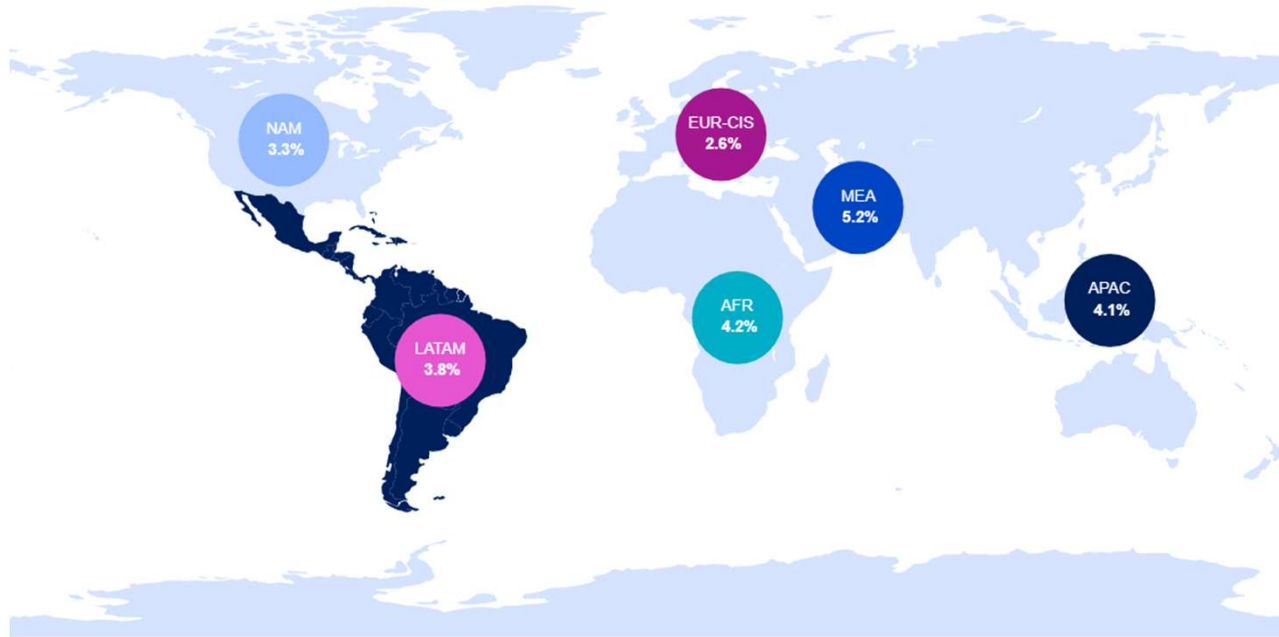 NAM
3.3%
EUR-CIS
2.6%
MEA
5.2%
APAC
4.1%
AFR
4.2%
LATAM
3.8%